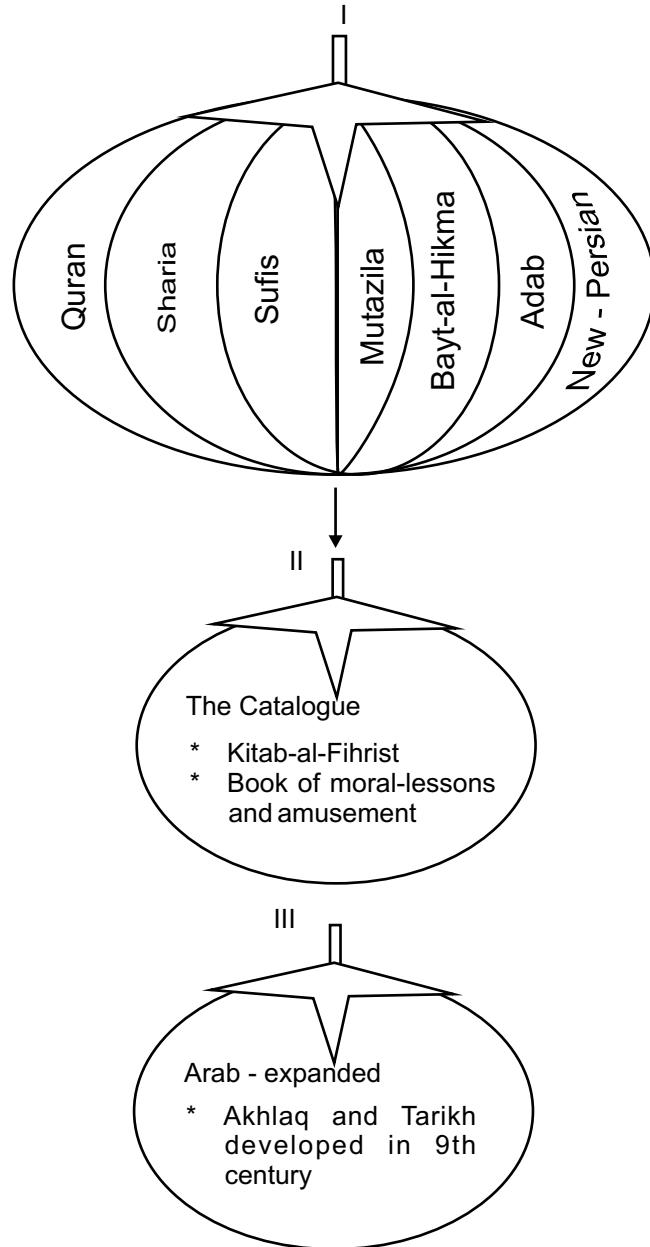 I
Quran
Sharia
Sufis
Mutazila
Bayt-al-Hikma
Adab
New - Persian
II
The Catalogue
* Kitab-al-Fihrist
* Book of moral-lessons
and amusement
III
Arab - expanded
* Akhlaq and Tarikh
developed in 9th
century